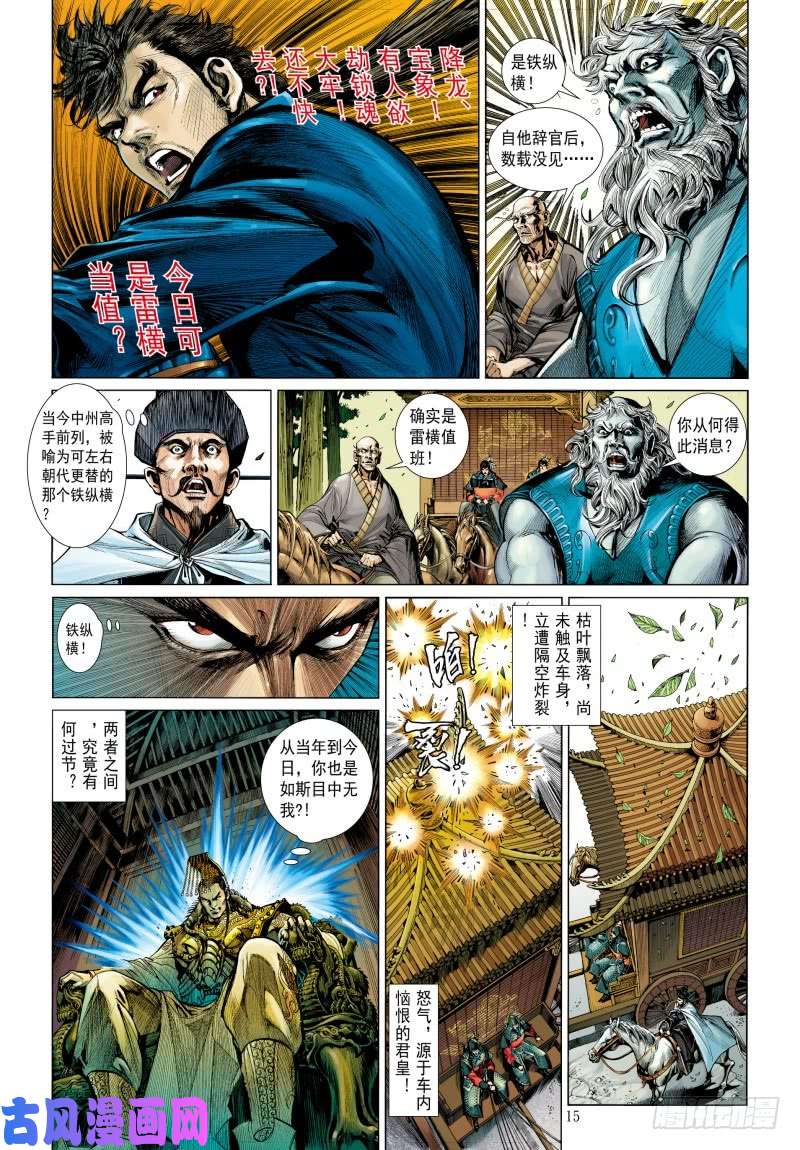 降龙、
宝象！
有人欲
劫锁魂
大牢！
还不快
去?!
今日可
是雷横
当值？
是铁纵
横！
自他辞官后，
数载没见……
当今中州高
手前列，被
喻为可左右
朝代更替的
那个铁纵横
？
确实是
雷横值
班！
你从何得
此消息？
铁纵
横！
两者之间
，究竟有
何过节？
从当年到今
日，你也是
如斯目中无
我?!
枯叶飘落，尚
未触及车身，
立遭隔空炸裂
！
怒气，源于车内
恼恨的君皇！
15
古风漫画网